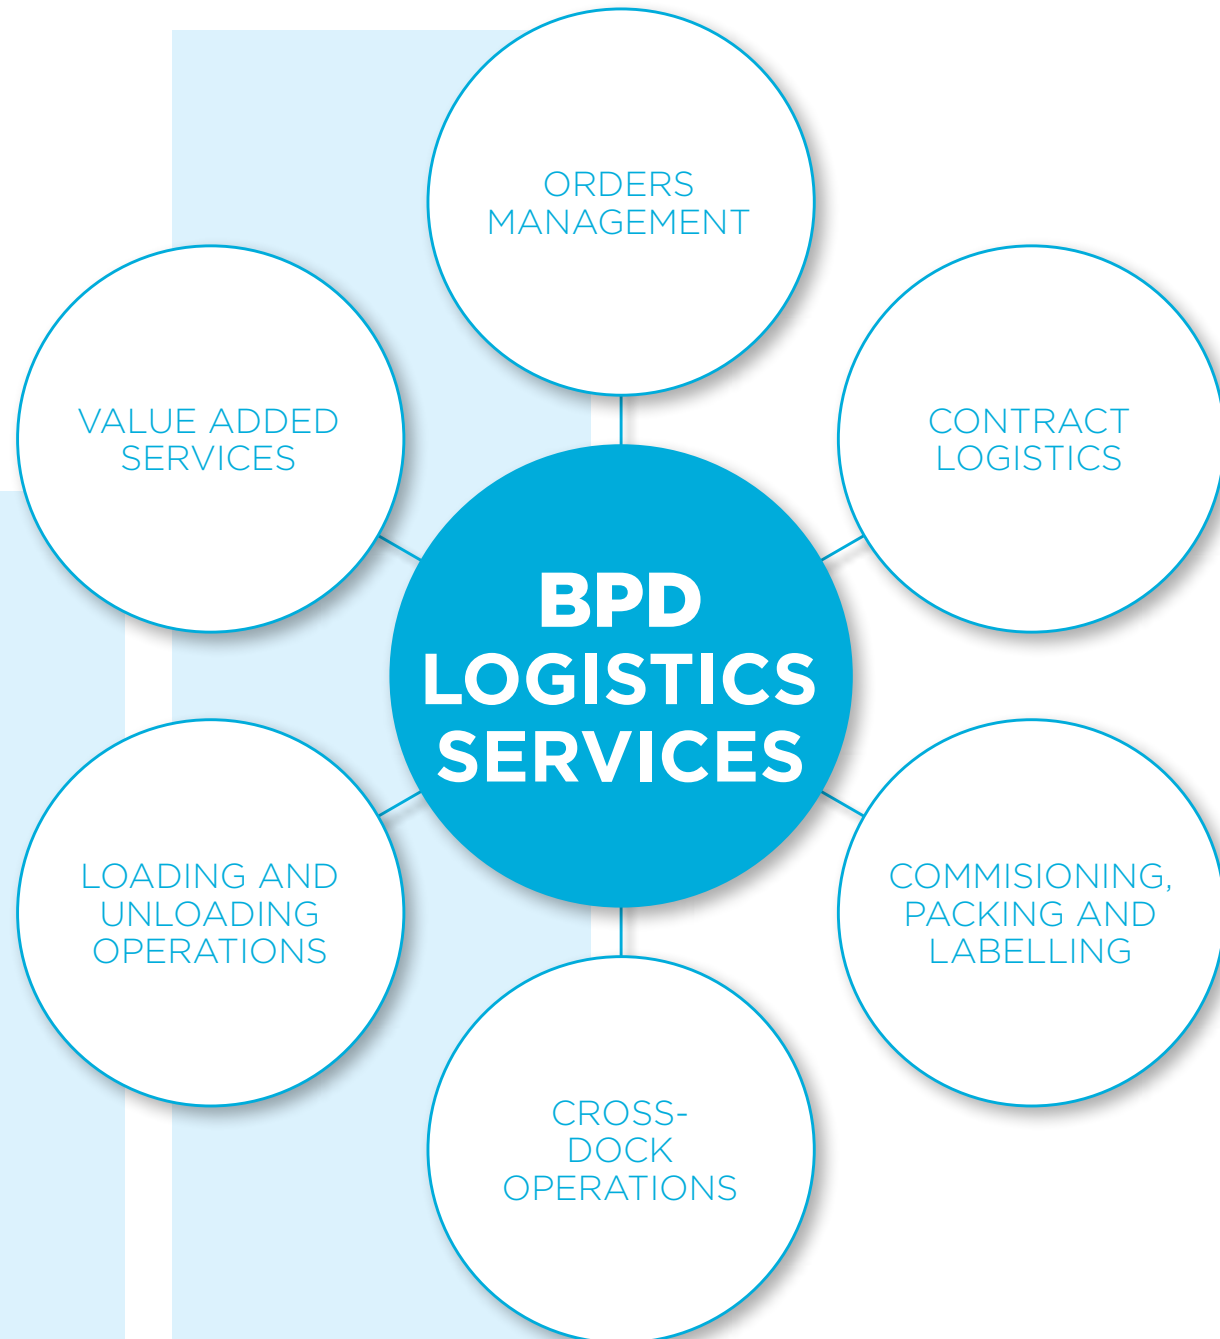 ORDERS
MANAGEMENT
VALUE ADDED
SERVICES
CONTRACT
LOGISTICS
BPD
LOGISTICS
SERVICES
LOADING AND
UNLOADING
OPERATIONS
COMMISIONING,
PACKING AND
LABELLING
CROSS-
DOCK
OPERATIONS